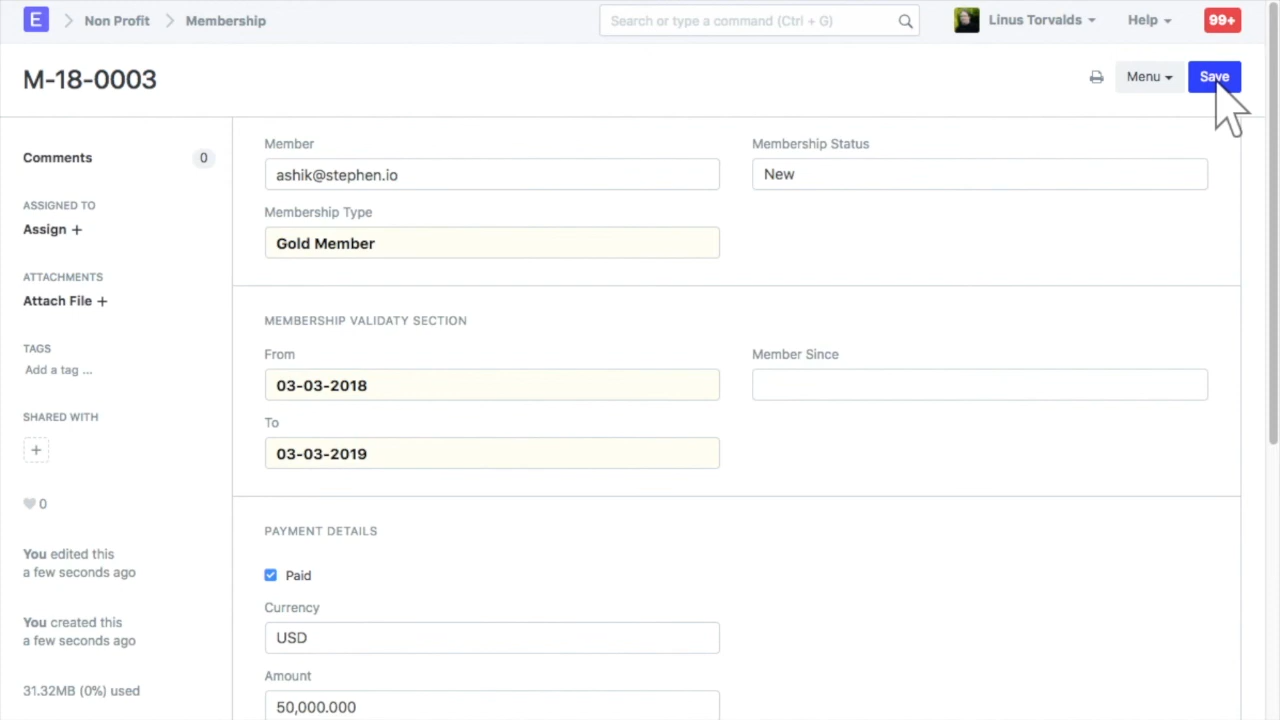 E Non Profit Membership
Search or type a command (Ctrl + G)
Linus Torvalds
Help
99+
M-18-0003
Menu
Save
Comments 0
ASSIGNED TO
Assign +
ATTACHMENTS
Attach File +
TAGS
Add a tag ...
SHARED WITH
+
0
You edited this
a few seconds ago
You created this
a few seconds ago
31.32MB (0%) used
Member
ashik@stephen.io
Membership Status
New
Membership Type
Gold Member
MEMBERSHIP VALIDATY SECTION
From
03-03-2018
Member Since
To
03-03-2019
PAYMENT DETAILS
Paid
Currency
USD
Amount
50,000.000